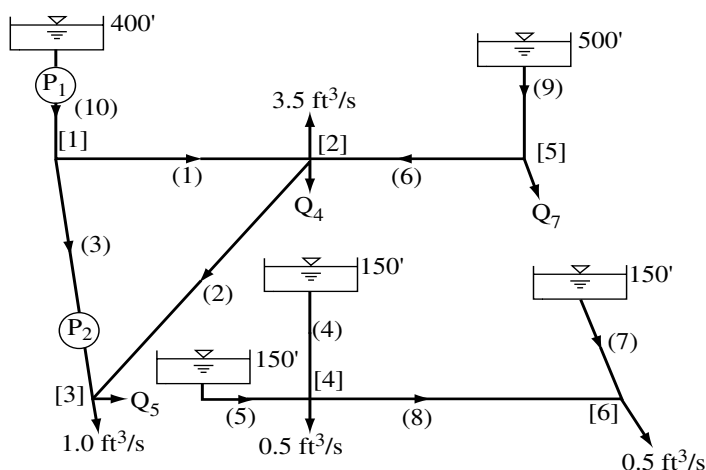 400'
P₁
(10)
[1]
3.5 ft³/s
[2]
(1)
Q₄
500'
(9)
[5]
(6)
Q₇
(3)
(2)
P₂
[3]
Q₅
1.0 ft³/s
150'
(4)
150'
(5)
[4]
0.5 ft³/s
(8)
150'
(7)
[6]
0.5 ft³/s